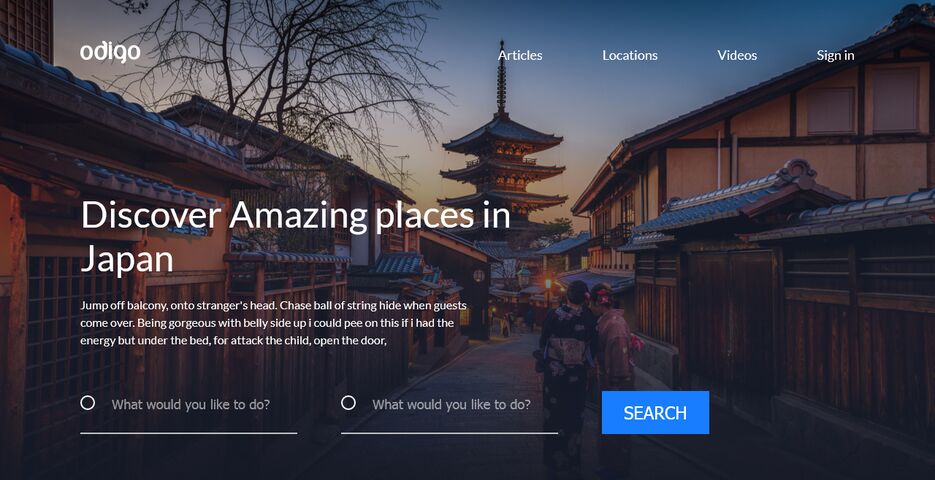 odigo
Articles
Locations
Videos
Sign in
Discover Amazing places in
Japan
Jump off balcony, onto stranger's head. Chase ball of string hide when guests
come over. Being gorgeous with belly side up i could pee on this if i had the
energy but under the bed, for attack the child, open the door,
What would you like to do?
What would you like to do?
SEARCH